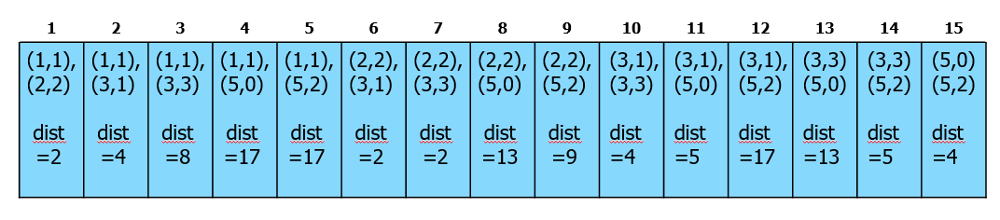 1 2 3 4 5 6 7 8 9 10 11 12 13 14 15
(1,1), (1,1), (1,1), (1,1), (1,1), (2,2), (2,2), (2,2), (2,2), (3,1), (3,1), (3,1), (3,3) (3,3) (5,0)
(2,2) (3,1) (3,3) (5,0) (5,2) (3,1) (3,3) (5,0) (5,2) (3,3) (5,0) (5,2) (5,0) (5,2) (5,2)
dist dist dist dist dist dist dist dist dist dist dist dist dist dist dist
=2 =4 =8 =17 =17 =2 =2 =13 =9 =4 =5 =17 =13 =5 =4